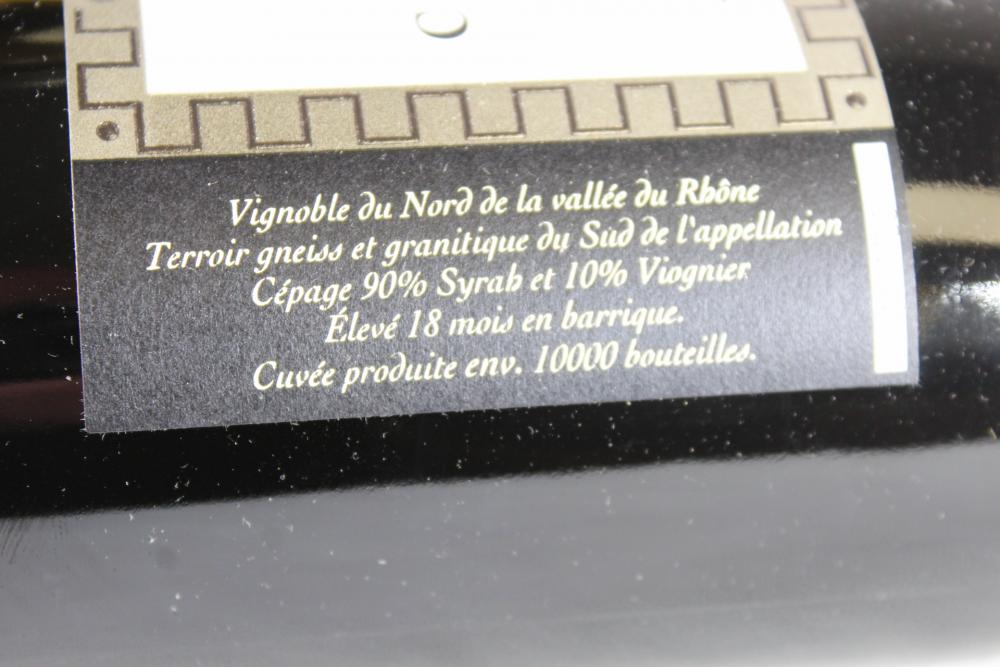 Vignoble du Nord de la vallée du Rhône
Terroir gneiss et granitique du Sud de l'appellation
Cépage 90% Syrah et 10% Viognier
Élevé 18 mois en barrique.
Cuvée produite env. 10000 bouteilles.